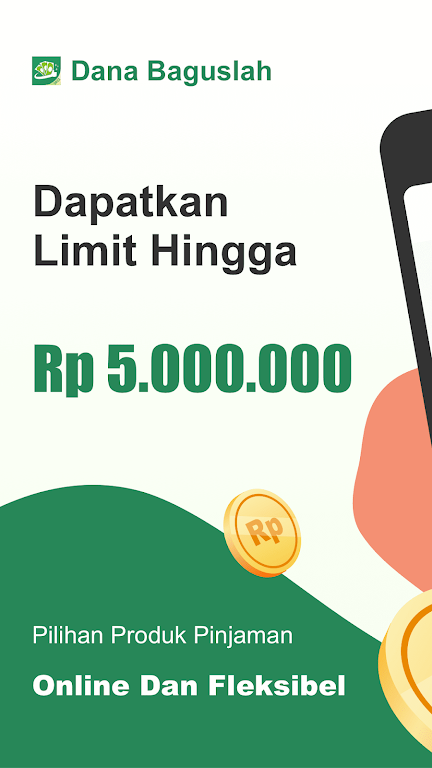 Dana Baguslah
Dapatkan
Limit Hingga
Rp 5.000.000
Rp
Pilihan Produk Pinjaman
Online Dan Fleksibel